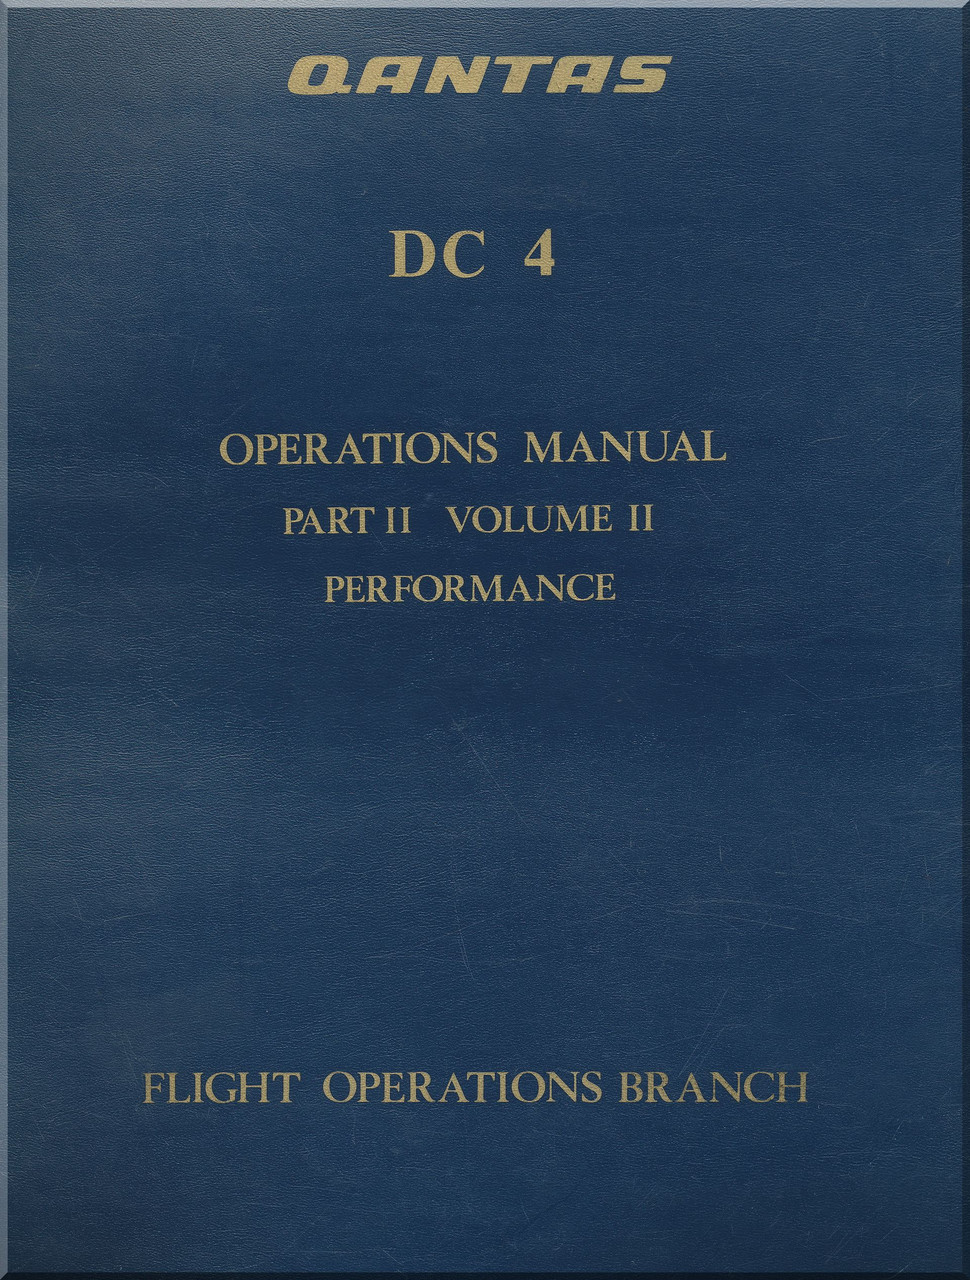 QANTAS
DC 4
OPERATIONS MANUAL
PART II VOLUME II
PERFORMANCE
FLIGHT OPERATIONS BRANCH